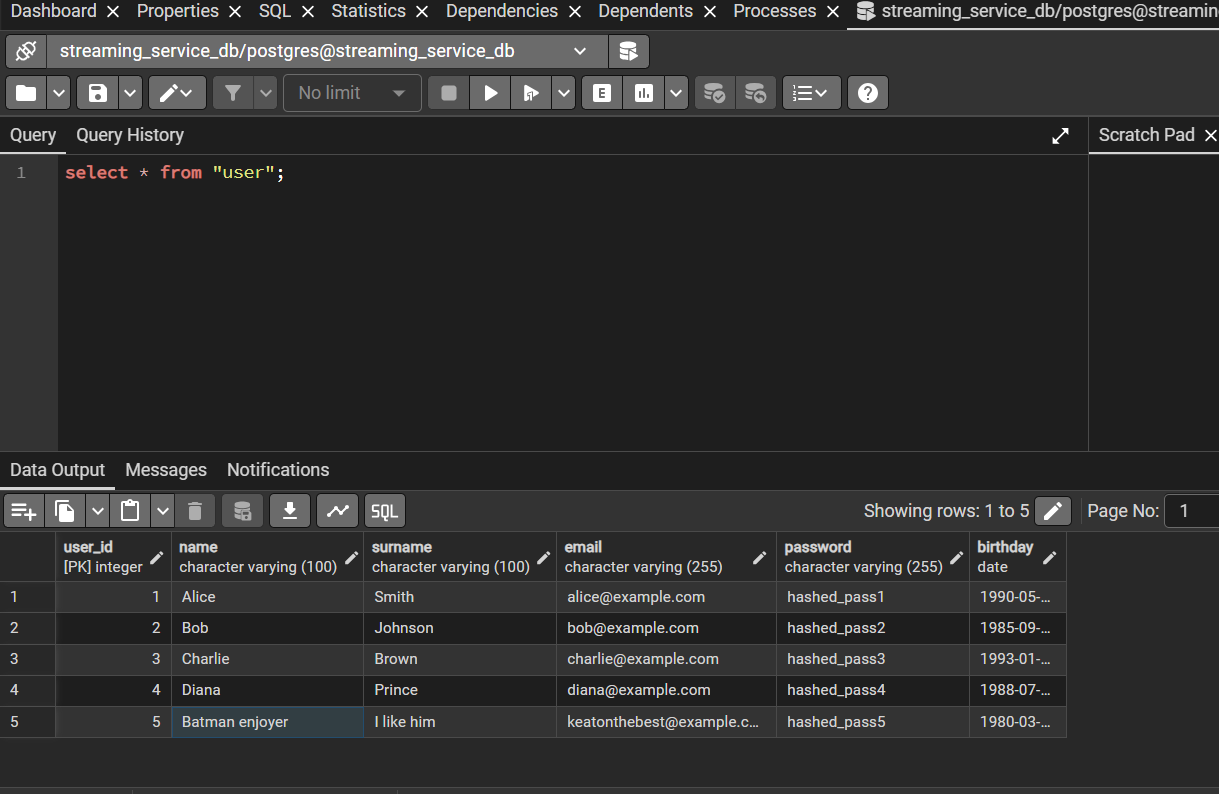 Dashboard Properties SQL Statistics Dependencies Dependents Processes streaming_service_db/postgres@streamin
streaming_service_db/postgres@streaming_service_db
No limit E
Query Query History Scratch Pad
1 select * from "user";
Data Output Messages Notifications
SQL Showing rows: 1 to 5 Page No: 1
user_id name surname email password birthday
[PK] integer character varying (100) character varying (100) character varying (255) character varying (255) date
1 1 Alice Smith alice@example.com hashed_pass1 1990-05-...
2 2 Bob Johnson bob@example.com hashed_pass2 1985-09-...
3 3 Charlie Brown charlie@example.com hashed_pass3 1993-01-...
4 4 Diana Prince diana@example.com hashed_pass4 1988-07-...
5 5 Batman enjoyer I like him keatonthebest@example.c... hashed_pass5 1980-03-...